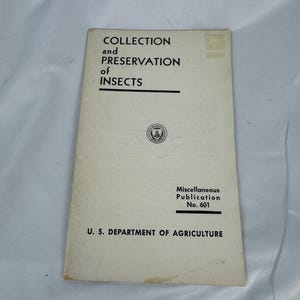 COLLECTION
and
PRESERVATION
of
INSECTS
Miscellaneous
Publication
No. 601
U. S. DEPARTMENT OF AGRICULTURE